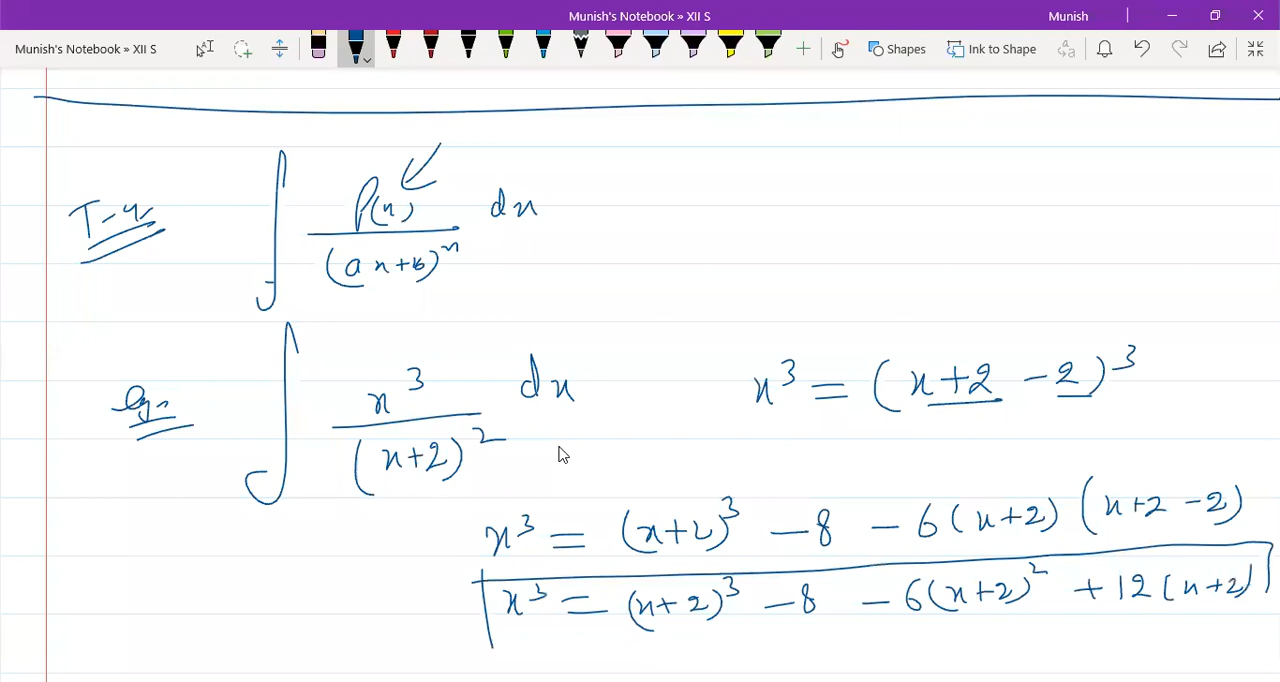 Munish's Notebook » XII S
Munish
Munish's Notebook » XII S
Shapes
Ink to Shape
∫ P(x) / (ax+b)^n dx
∫ x^3 / (x+2)^2 dx
x^3 = (x+2 -2)^3
x^3 = (x+2)^3 - 8 - 6(x+2)(x+2-2)
x^3 = (x+2)^3 - 8 - 6(x+2)^2 + 12(x+2)